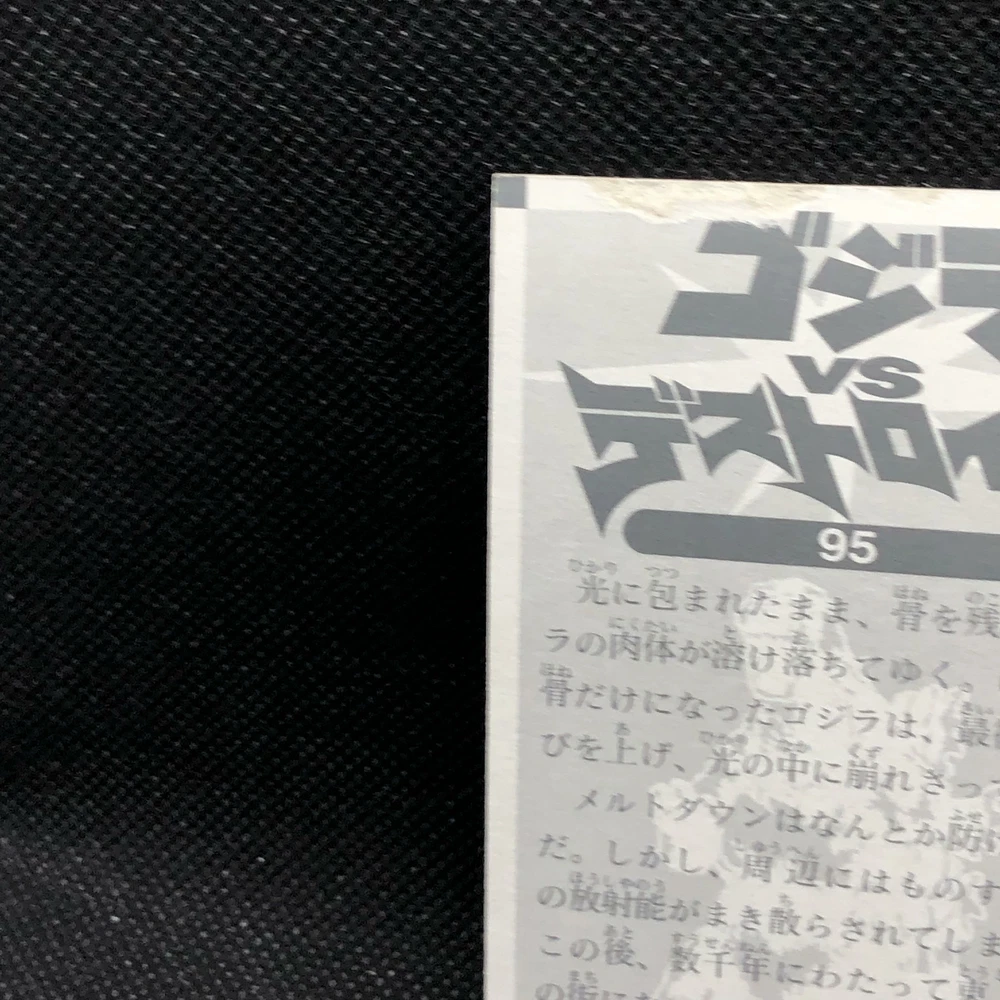 ゴジ
VS
デストロ
95
光に包まれたまま、骨を残
ラの肉体が溶け落ちてゆく。
骨だけになったゴジラは、最
びを上げ、光の中に崩れきっ
メルトダウンはなんとか防
だ。しかし、周辺にはものす
の放射能がまき散らされてしま
この後、数千年にわたって
の街に